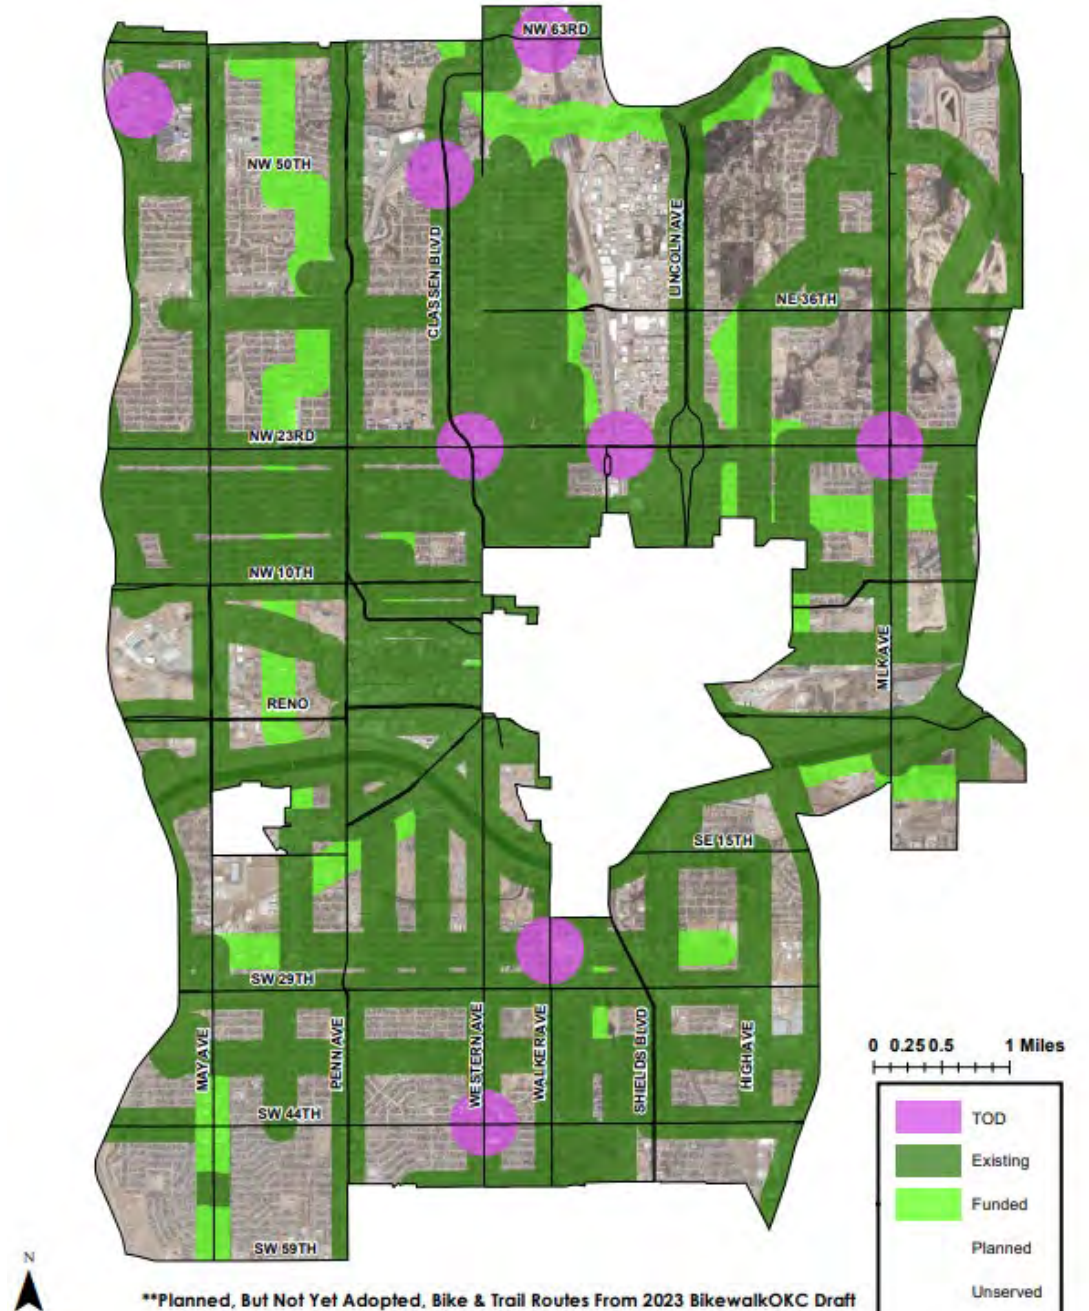 NW 63RD
NW 50TH
CLASSEN BLVD
LINCOLN AVE
NE 36TH
NW 23RD
NW 10TH
MLK AVE
RENO
SE 15TH
SW 29TH
MAY AVE
PENN AVE
WESTERN AVE
WALKER AVE
SHIELDS BLVD
HIGH AVE
SW 44TH
SW 59TH
0 0.25 0.5 1 Miles
TOD
Existing
Funded
Planned
Unserved
N
**Planned, But Not Yet Adopted, Bike & Trail Routes From 2023 BikewalkOKC Draft